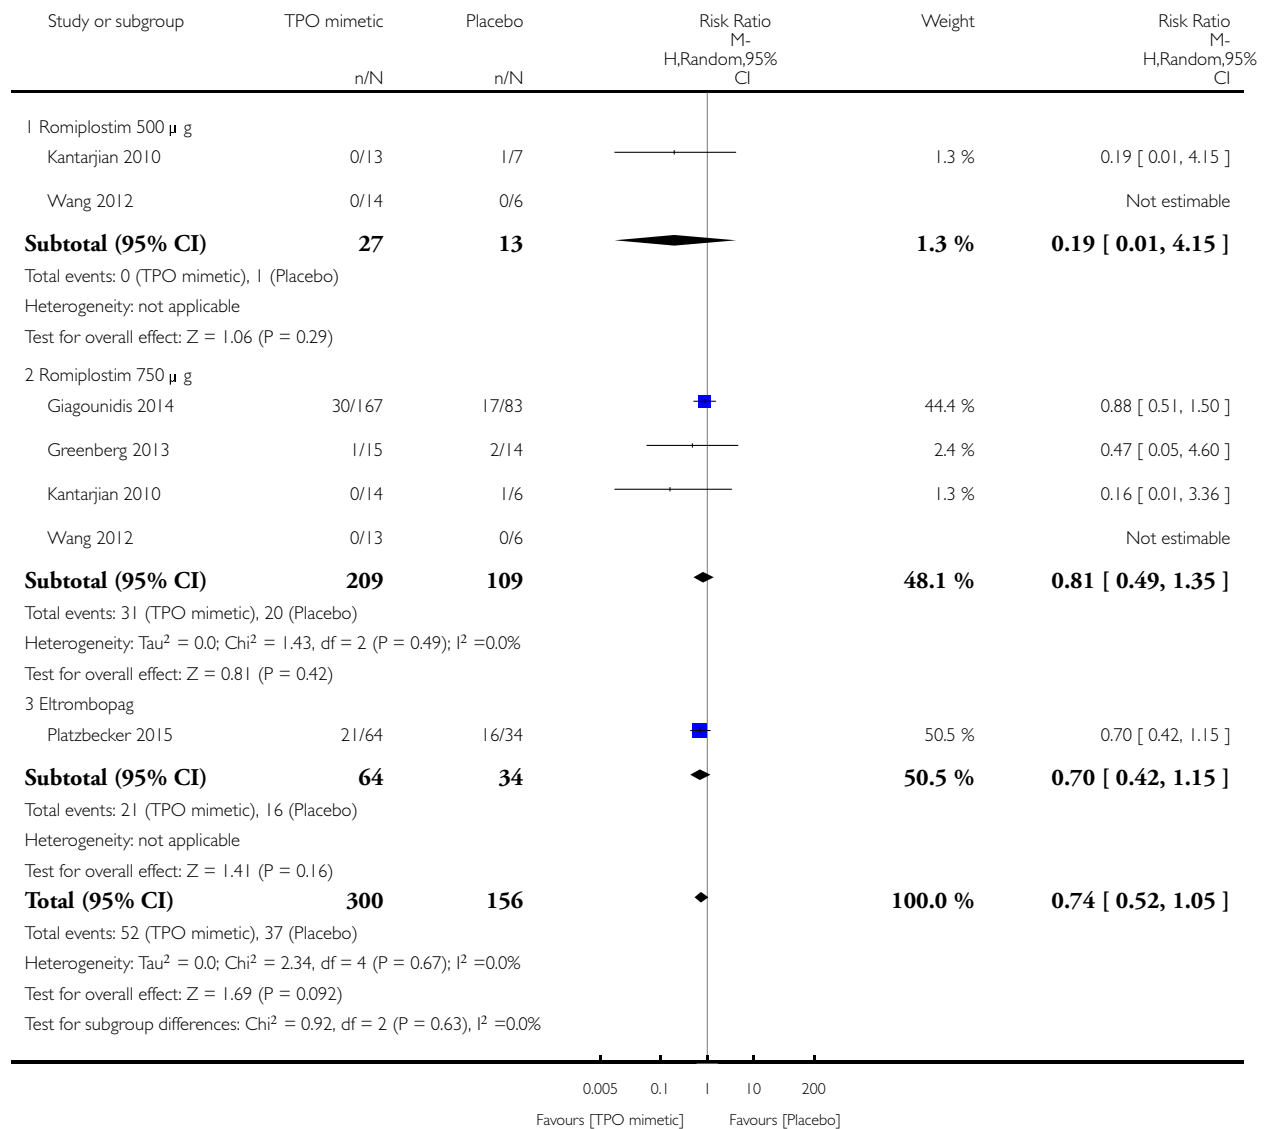 Study or subgroup TPO mimetic Placebo Risk Ratio Weight Risk Ratio
M- M-
H,Random,95% H,Random,95%
n/N n/N CI CI
1 Romiplostim 500 μ g
Kantarjian 2010 0/13 1/7 1.3 % 0.19 [ 0.01, 4.15 ]
Wang 2012 0/14 0/6 Not estimable
Subtotal (95% CI) 27 13 1.3 % 0.19 [ 0.01, 4.15 ]
Total events: 0 (TPO mimetic), 1 (Placebo)
Heterogeneity: not applicable
Test for overall effect: Z = 1.06 (P = 0.29)
2 Romiplostim 750 μ g
Giagounidis 2014 30/167 17/83 44.4 % 0.88 [ 0.51, 1.50 ]
Greenberg 2013 1/15 2/14 2.4 % 0.47 [ 0.05, 4.60 ]
Kantarjian 2010 0/14 1/6 1.3 % 0.16 [ 0.01, 3.36 ]
Wang 2012 0/13 0/6 Not estimable
Subtotal (95% CI) 209 109 48.1 % 0.81 [ 0.49, 1.35 ]
Total events: 31 (TPO mimetic), 20 (Placebo)
Heterogeneity: Tau² = 0.0; Chi² = 1.43, df = 2 (P = 0.49); I² =0.0%
Test for overall effect: Z = 0.81 (P = 0.42)
3 Eltrombopag
Platzbecker 2015 21/64 16/34 50.5 % 0.70 [ 0.42, 1.15 ]
Subtotal (95% CI) 64 34 50.5 % 0.70 [ 0.42, 1.15 ]
Total events: 21 (TPO mimetic), 16 (Placebo)
Heterogeneity: not applicable
Test for overall effect: Z = 1.41 (P = 0.16)
Total (95% CI) 300 156 100.0 % 0.74 [ 0.52, 1.05 ]
Total events: 52 (TPO mimetic), 37 (Placebo)
Heterogeneity: Tau² = 0.0; Chi² = 2.34, df = 4 (P = 0.67); I² =0.0%
Test for overall effect: Z = 1.69 (P = 0.092)
Test for subgroup differences: Chi² = 0.92, df = 2 (P = 0.63), I² =0.0%
0.005 0.1 1 10 200
Favours [TPO mimetic] Favours [Placebo]